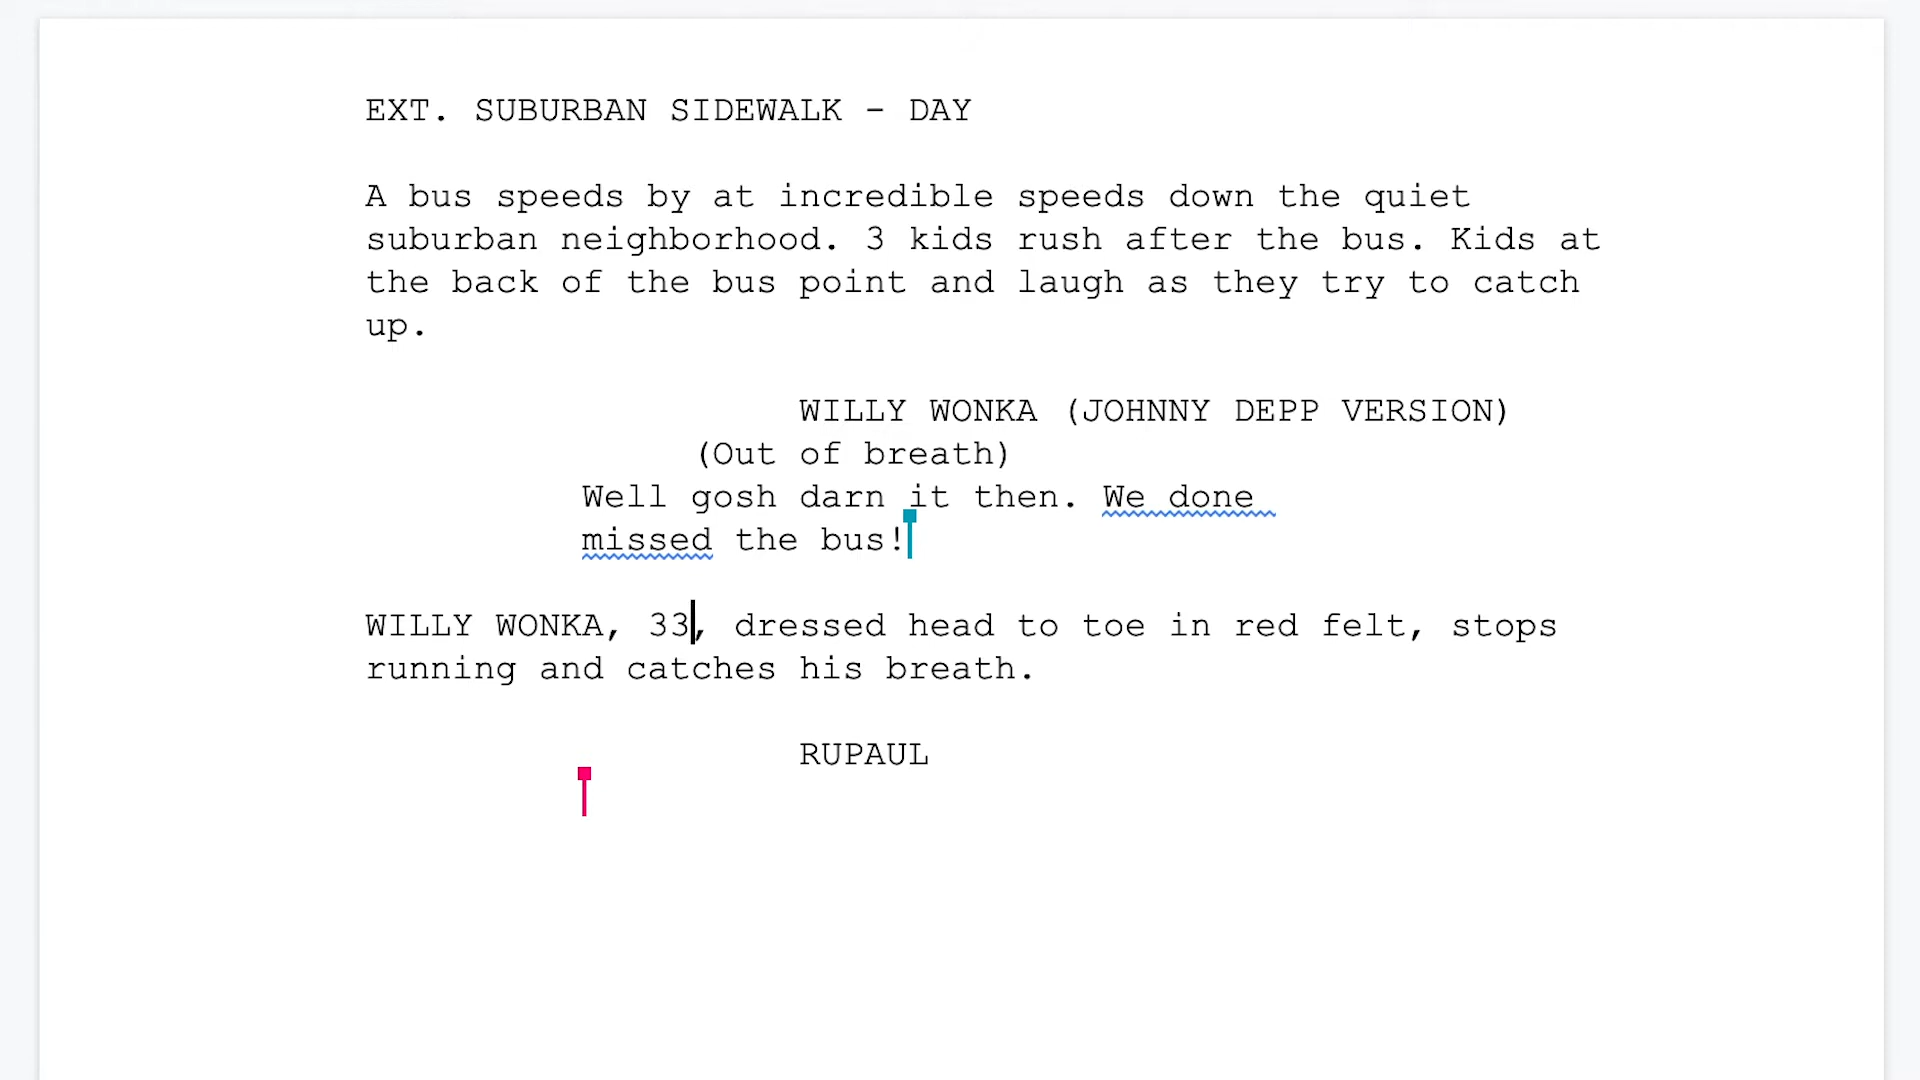 EXT. SUBURBAN SIDEWALK - DAY
A bus speeds by at incredible speeds down the quiet
suburban neighborhood. 3 kids rush after the bus. Kids at
the back of the bus point and laugh as they try to catch
up.
WILLY WONKA (JOHNNY DEPP VERSION)
(Out of breath)
Well gosh darn it then. We done
missed the bus!
WILLY WONKA, 33, dressed head to toe in red felt, stops
running and catches his breath.
RUPAUL